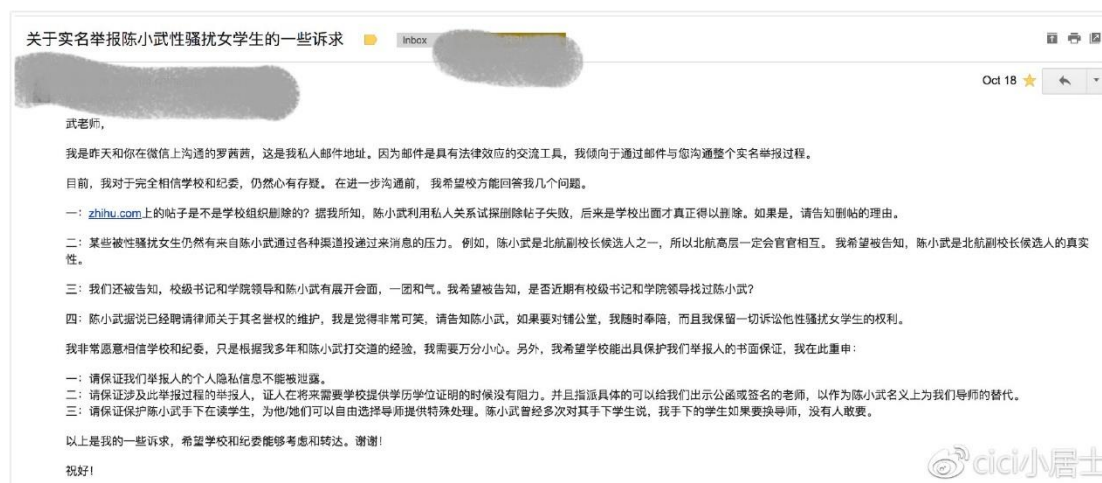 关于实名举报陈小武性骚扰女学生的一些诉求
Inbox
Oct 18
武老师,
我是昨天和你在微信上沟通的罗茜茜，这是我私人邮件地址。因为邮件是具有法律效应的交流工具，我倾向于通过邮件与您沟通整个实名举报过程。
目前，我对于完全相信学校和纪委，仍然心有存疑。 在进一步沟通前， 我希望校方能回答我几个问题。
一：zhihu.com上的帖子是不是学校组织删除的？据我所知，陈小武利用私人关系试探删除帖子失败，后来是学校出面才真正得以删除。如果是，请告知删帖的理由。
二：某些被性骚扰女生仍然有来自陈小武通过各种渠道投递过来消息的压力。 例如，陈小武是北航副校长候选人之一，所以北航高层一定会官官相互。 我希望被告知，陈小武是北航副校长候选人的真实
性。
三：我们还被告知，校级书记和学院领导和陈小武有展开会面，一团和气。我希望被告知，是否近期有校级书记和学院领导找过陈小武？
四：陈小武据说已经聘请律师关于其名誉权的维护，我是觉得非常可笑，请告知陈小武，如果要对铺公堂，我随时奉陪，而且我保留一切诉讼他性骚扰女学生的权利。
我非常愿意相信学校和纪委，只是根据我多年和陈小武打交道的经验，我需要万分小心。另外，我希望学校能出具保护我们举报人的书面保证，我在此重申：
一：请保证我们举报人的个人隐私信息不能被泄露。
二：请保证涉及此举报过程的举报人，证人在将来需要学校提供学历学位证明的时候没有阻力。并且指派具体的可以给我们出示公函或签名的老师，以作为陈小武名义上为我们导师的替代。
三：请保证保护陈小武手下在读学生，为他/她们可以自由选择导师提供特殊处理。陈小武曾经多次对其手下学生说，我手下的学生如果要换导师，没有人敢要。
以上是我的一些诉求，希望学校和纪委能够考虑和转达。谢谢！
祝好！
cici小居士